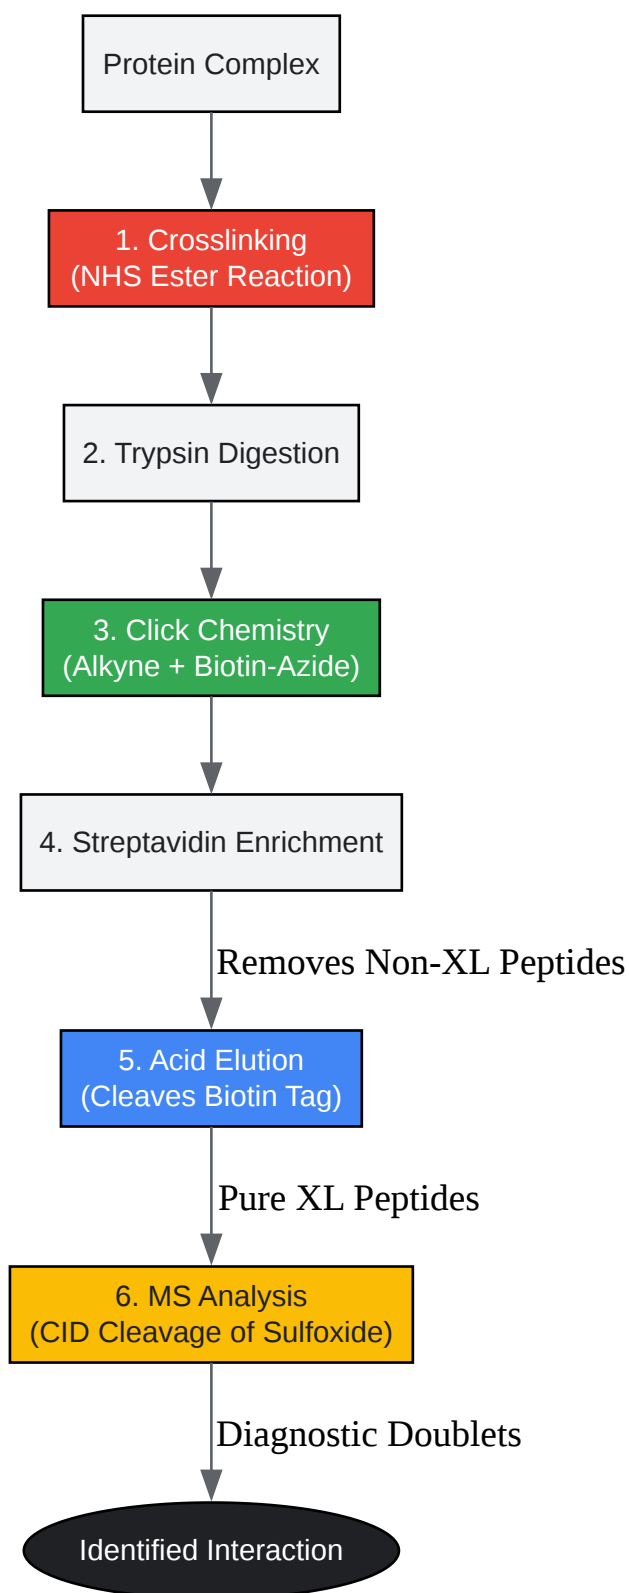 Protein Complex
1. Crosslinking
(NHS Ester Reaction)
2. Trypsin Digestion
3. Click Chemistry
(Alkyne + Biotin-Azide)
4. Streptavidin Enrichment
Removes Non-XL Peptides
5. Acid Elution
(Cleaves Biotin Tag)
Pure XL Peptides
6. MS Analysis
(CID Cleavage of Sulfoxide)
Diagnostic Doublets
Identified Interaction